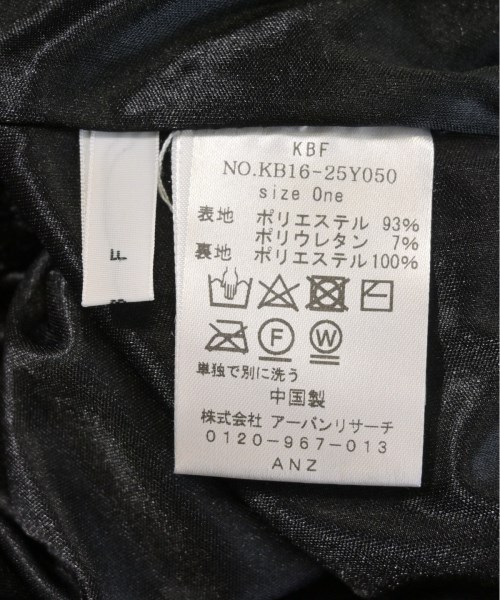 KBF
NO.KB16-25Y050
size One
表地 ポリエステル 93%
ポリウレタン 7%
裏地 ポリエステル100%
F W
単独で別に洗う
中国製
株式会社 アーバンリサーチ
0120-967-013
ANZ